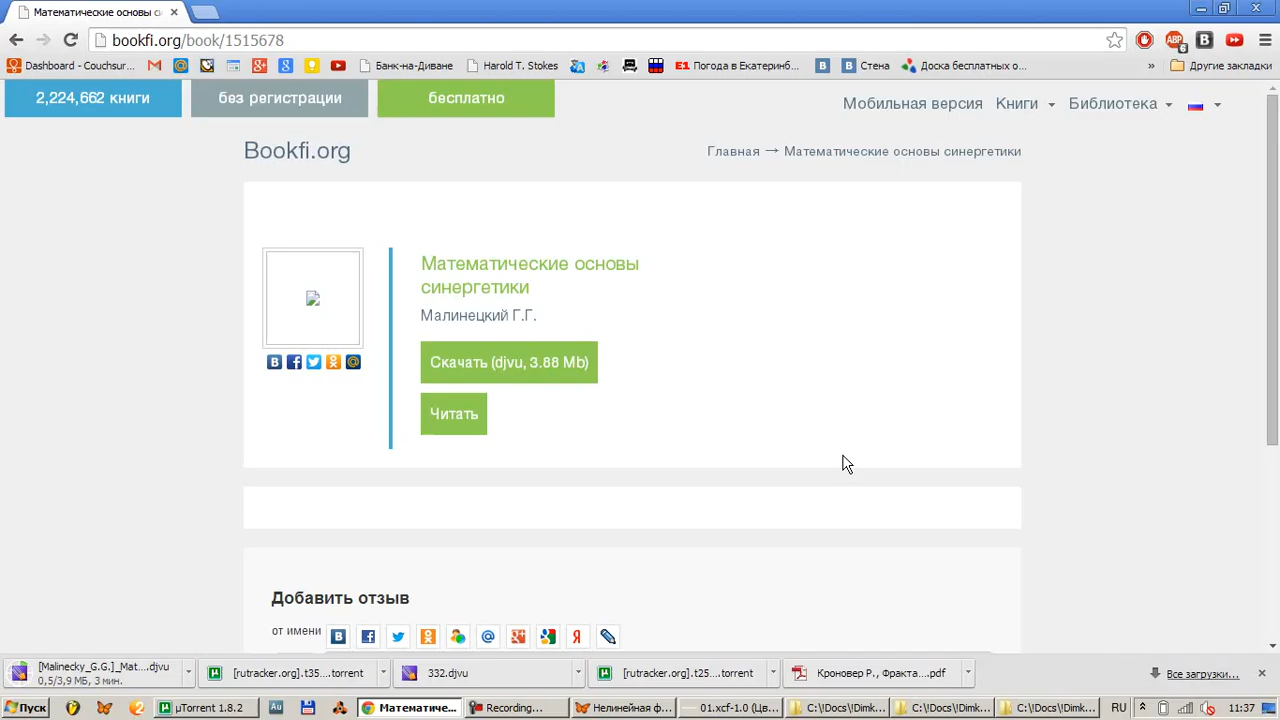 Математические основы сі
bookfi.org/book/1515678
Dashboard - Couchsur...
Банк-на-Диване
Harold T. Stokes
Погода в Екатеринб...
Стена
Доска бесплатных о...
»
Другие закладки
2,224,662 книги
без регистрации
бесплатно
Мобильная версия
Книги
Библиотека
Bookfi.org
Главная → Математические основы синергетики
Математические основы
синергетики
Малинецкий Г.Г.
Скачать (djvu, 3.88 Mb)
Читать
Добавить отзыв
от имени
[Malinecky_G.G.]_Mat....djvu
0,5/3,9 МБ, 3 мин.
[rutracker.org].t35....torrent
332.djvu
[rutracker.org].t25....torrent
Кроновер Р., Фракта....pdf
Все загрузки...
Пуск
µTorrent 1.8.2
Математиче...
Recording...
Нелинейная ф...
01.xcf-1.0 (Цв...
C:\Docs\Dimk...
C:\Docs\Dimk...
C:\Docs\Dimk...
RU
11:37